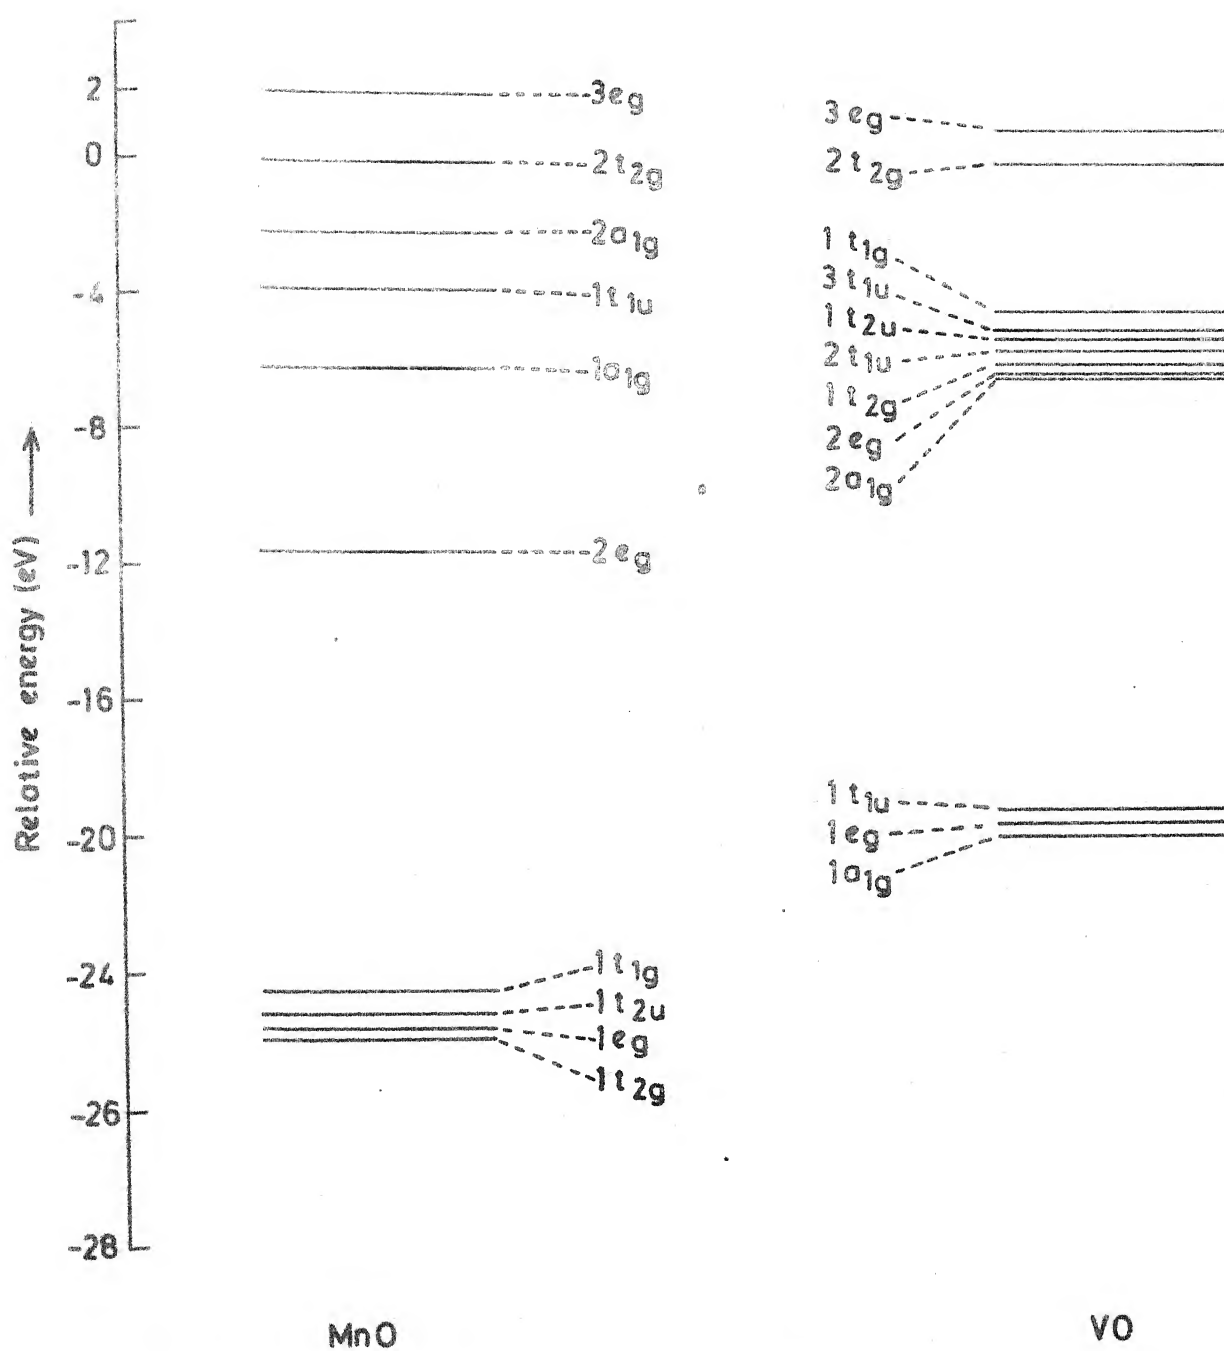 Relative energy (eV) →
2
0
-4
-8
-12
-16
-20
-24
-26
-28
3eg
2t2g
2a1g
1t1u
1a1g
2eg
1t1g
1t2u
1eg
1t2g
MnO
3eg
2t2g
1t1g
3t1u
1t2u
2t1u
1t2g
2eg
2a1g
1t1u
1eg
1a1g
VO